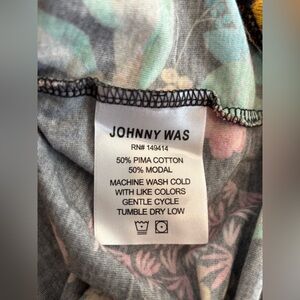 JOHNNY WAS
RN# 149414
50% PIMA COTTON
50% MODAL
MACHINE WASH COLD
WITH LIKE COLORS
GENTLE CYCLE
TUMBLE DRY LOW